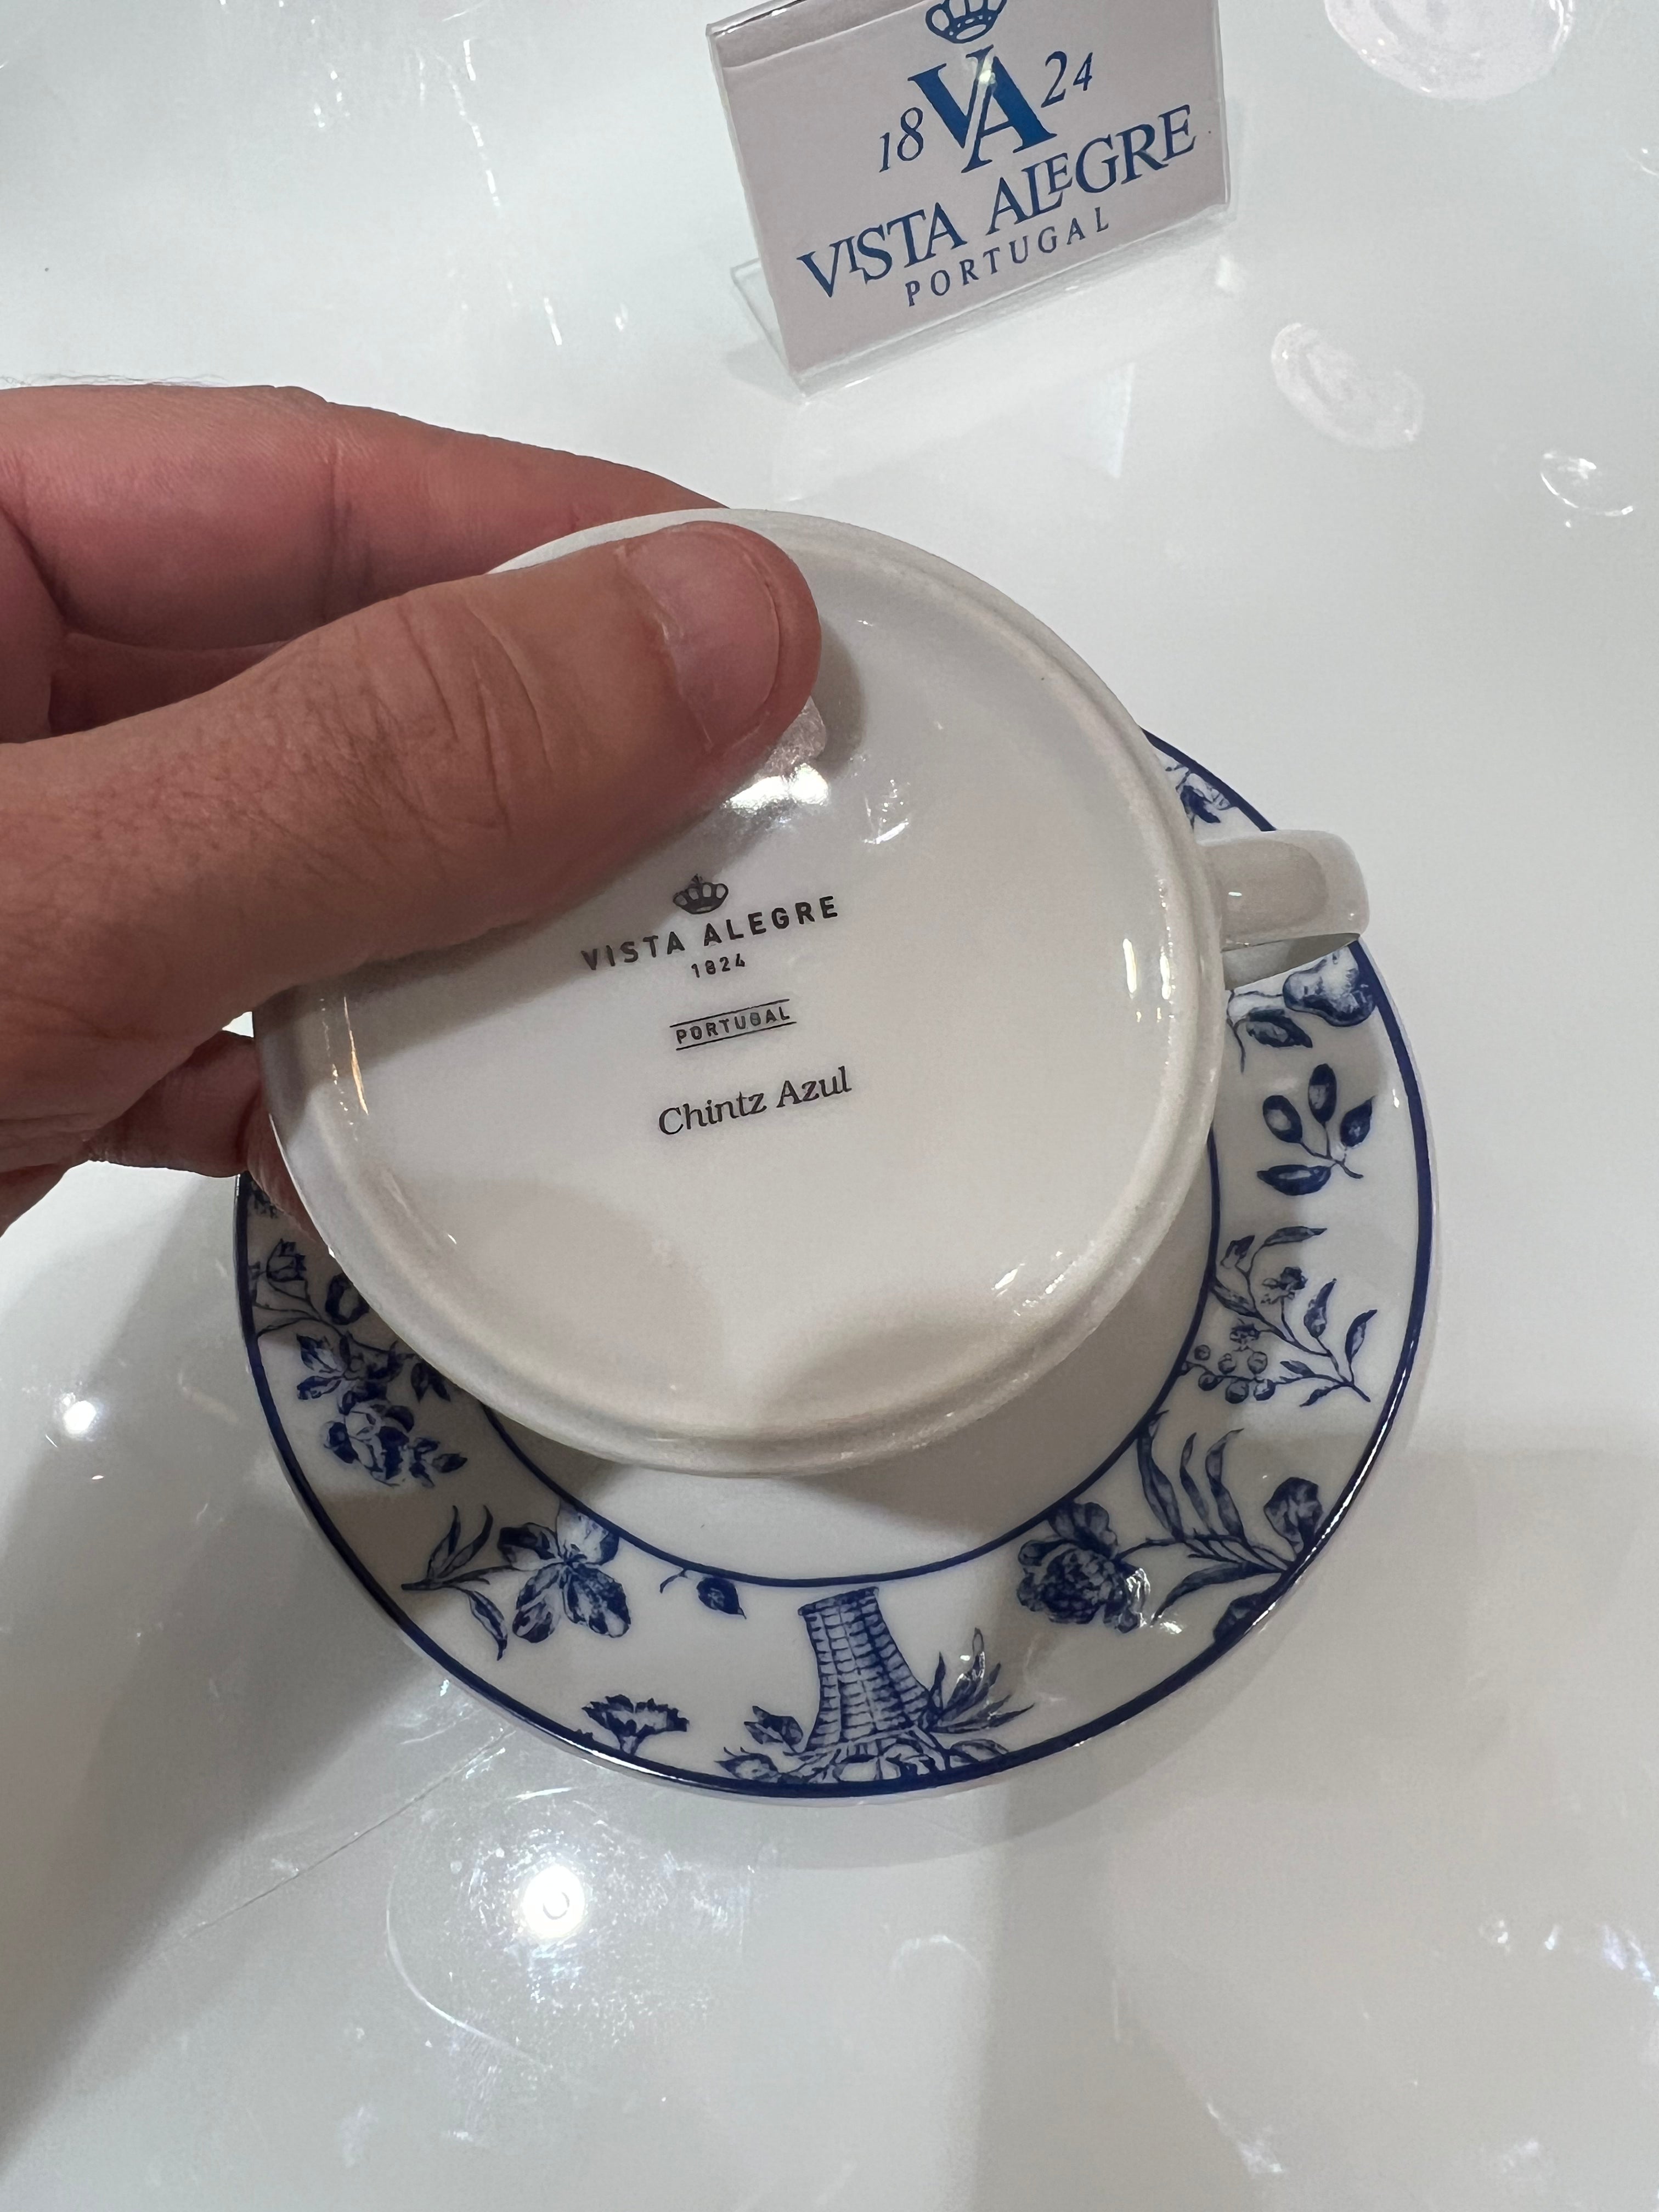 18 VA 24
VISTA ALEGRE
PORTUGAL
VISTA ALEGRE
1824
PORTUGAL
Chintz Azul